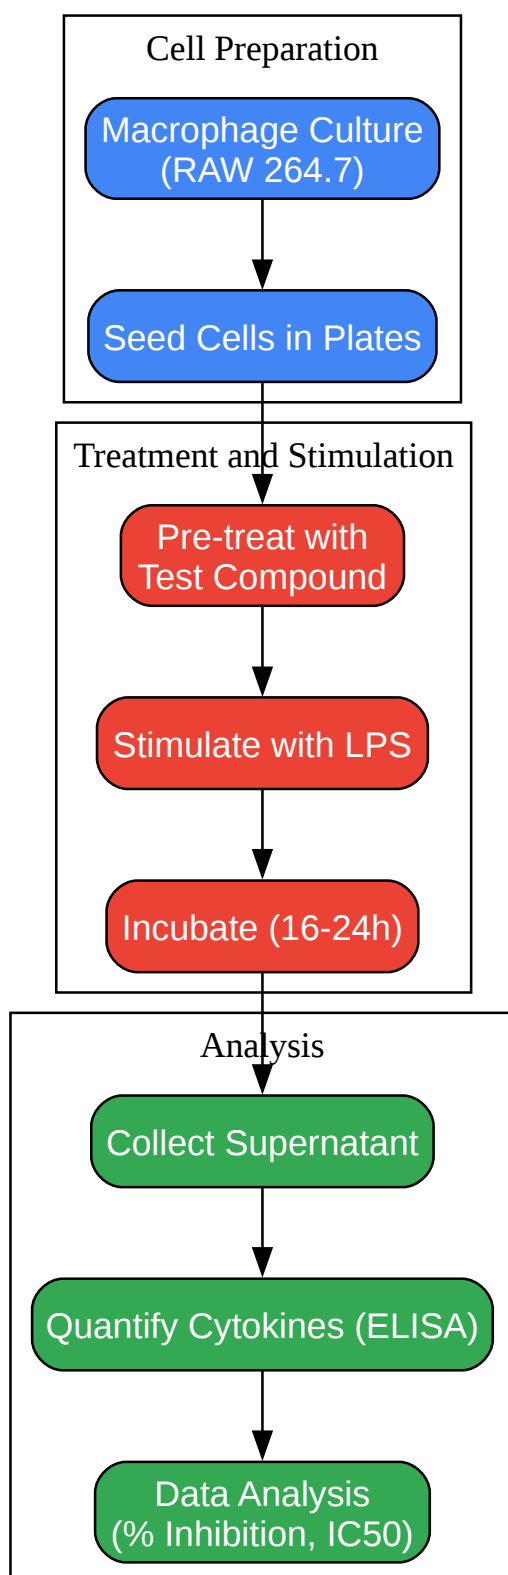 Cell Preparation
Macrophage Culture
(RAW 264.7)
Seed Cells in Plates
Treatment and Stimulation
Pre-treat with
Test Compound
Stimulate with LPS
Incubate (16-24h)
Analysis
Collect Supernatant
Quantify Cytokines (ELISA)
Data Analysis
(% Inhibition, IC50)